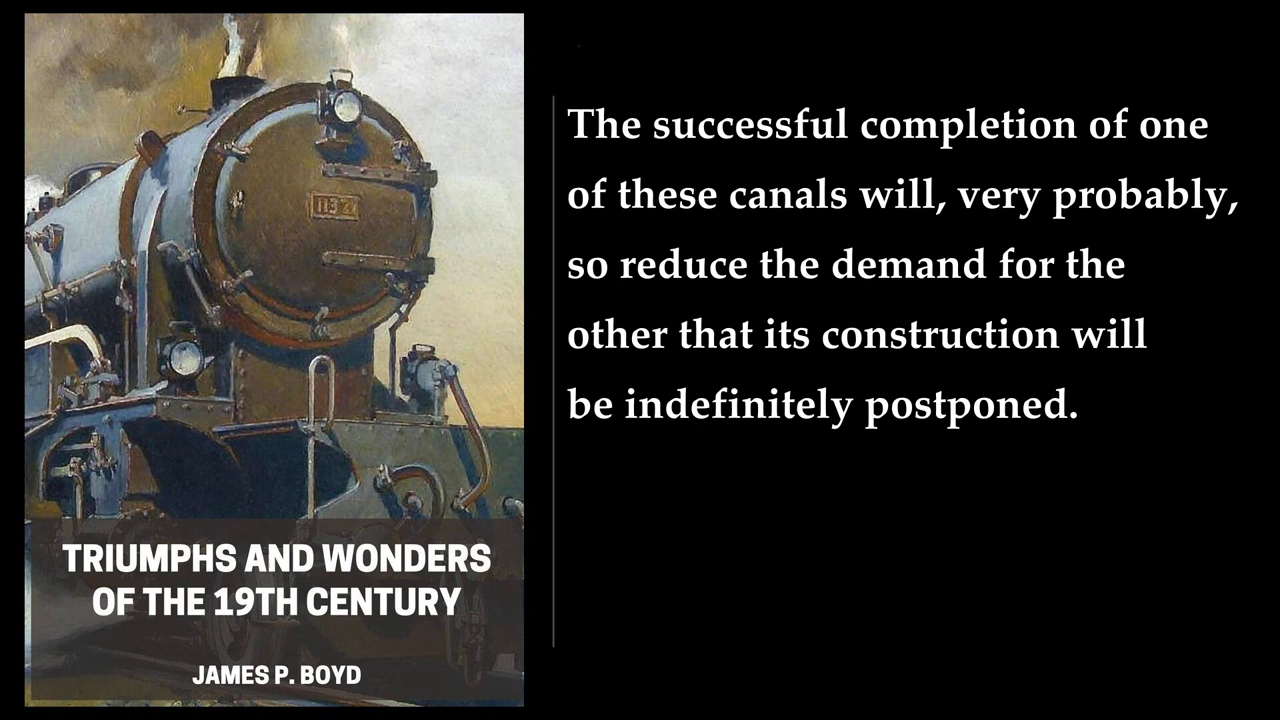 The successful completion of one
of these canals will, very probably,
so reduce the demand for the
other that its construction will
be indefinitely postponed.
TRIUMPHS AND WONDERS
OF THE 19TH CENTURY
JAMES P. BOYD